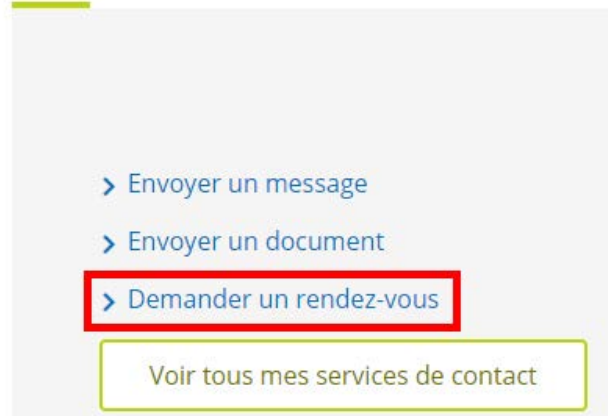 Envoyer un message
Envoyer un document
Demander un rendez-vous
Voir tous mes services de contact